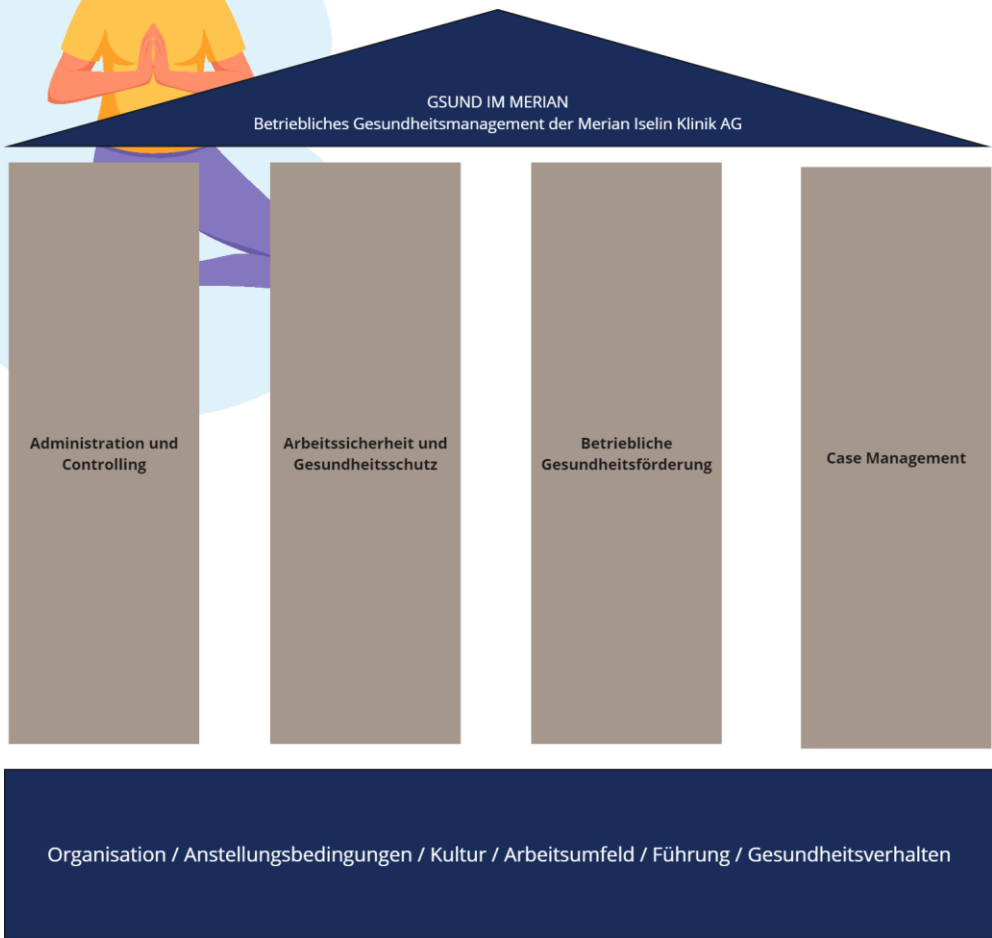 GSUND IM MERIAN
Betriebliches Gesundheitsmanagement der Merian Iselin Klinik AG
Administration und
Controlling
Arbeitssicherheit und
Gesundheitsschutz
Betriebliche
Gesundheitsförderung
Case Management
Organisation / Anstellungsbedingungen / Kultur / Arbeitsumfeld / Führung / Gesundheitsverhalten